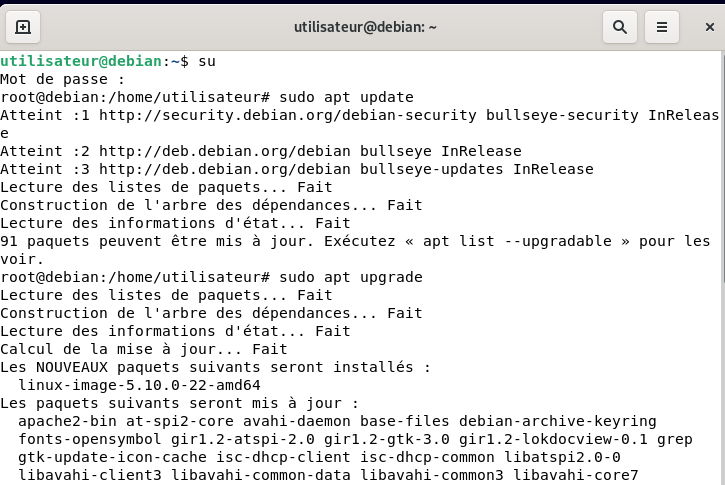 utilisateur@debian: ~
utilisateur@debian:~$ su
Mot de passe :
root@debian:/home/utilisateur# sudo apt update
Atteint :1 http://security.debian.org/debian-security bullseye-security InReleas
e
Atteint :2 http://deb.debian.org/debian bullseye InRelease
Atteint :3 http://deb.debian.org/debian bullseye-updates InRelease
Lecture des listes de paquets... Fait
Construction de l'arbre des dépendances... Fait
Lecture des informations d'état... Fait
91 paquets peuvent être mis à jour. Exécutez « apt list --upgradable » pour les
voir.
root@debian:/home/utilisateur# sudo apt upgrade
Lecture des listes de paquets... Fait
Construction de l'arbre des dépendances... Fait
Lecture des informations d'état... Fait
Calcul de la mise à jour... Fait
Les NOUVEAUX paquets suivants seront installés :
  linux-image-5.10.0-22-amd64
Les paquets suivants seront mis à jour :
  apache2-bin at-spi2-core avahi-daemon base-files debian-archive-keyring
  fonts-opensymbol gir1.2-atspi-2.0 gir1.2-gtk-3.0 gir1.2-lokdocview-0.1 grep
  gtk-update-icon-cache isc-dhcp-client isc-dhcp-common libatspi2.0-0
  libavahi-client3 libavahi-common-data libavahi-common3 libavahi-core7